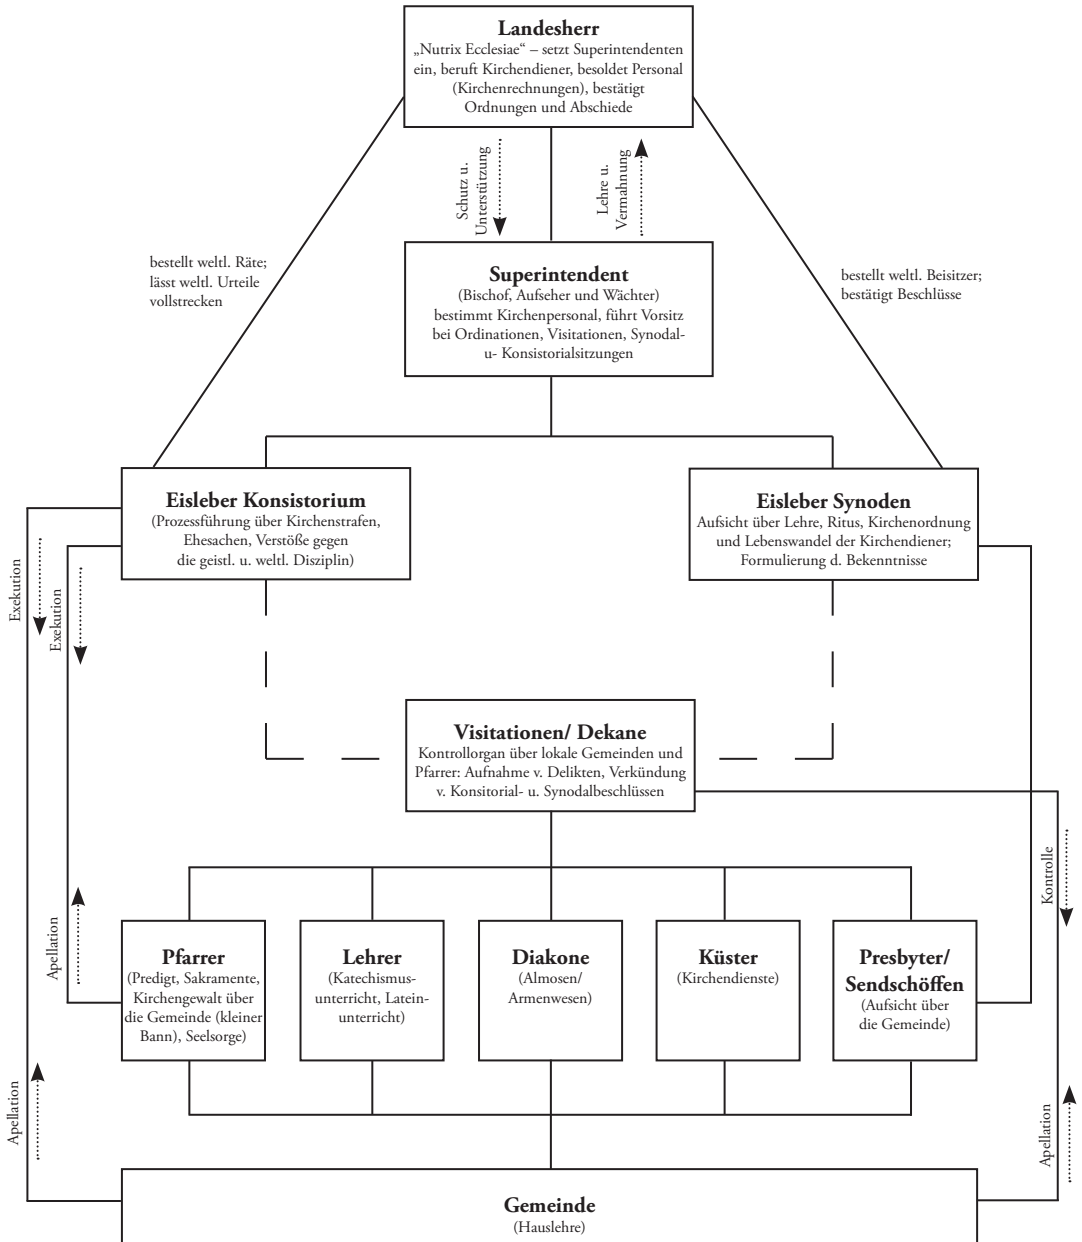 Landesherr
„Nutrix Ecclesiae“ – setzt Superintendenten
ein, beruft Kirchendiener, besoldet Personal
(Kirchenrechnungen), bestätigt
Ordnungen und Abschiede
Schutz u.
Unterstützung
Lehre u.
Vermahnung
bestellt weltl. Räte;
lässt weltl. Urteile
vollstrecken
Superintendent
(Bischof, Aufseher und Wächter)
bestimmt Kirchenpersonal, führt Vorsitz
bei Ordinationen, Visitationen, Synodal-
u- Konsistorialsitzungen
bestellt weltl. Beisitzer;
bestätigt Beschlüsse
Eisleber Konsistorium
(Prozessführung über Kirchenstrafen,
Ehesachen, Verstöße gegen
die geistl. u. weltl. Disziplin)
Eisleber Synoden
Aufsicht über Lehre, Ritus, Kirchenordnung
und Lebenswandel der Kirchendiener;
Formulierung d. Bekenntnisse
Exekution
Exekution
Visitationen/ Dekane
Kontrollorgan über lokale Gemeinden und
Pfarrer: Aufnahme v. Delikten, Verkündung
v. Konsitorial- u. Synodalbeschlüssen
Kontrolle
Apellation
Pfarrer
(Predigt, Sakramente,
Kirchengewalt über
die Gemeinde (kleiner
Bann), Seelsorge)
Lehrer
(Katechismus-
unterricht, Latein-
unterricht)
Diakone
(Almosen/
Armenwesen)
Küster
(Kirchendienste)
Presbyter/
Sendschöffen
(Aufsicht über
die Gemeinde)
Apellation
Apellation
Gemeinde
(Hauslehre)